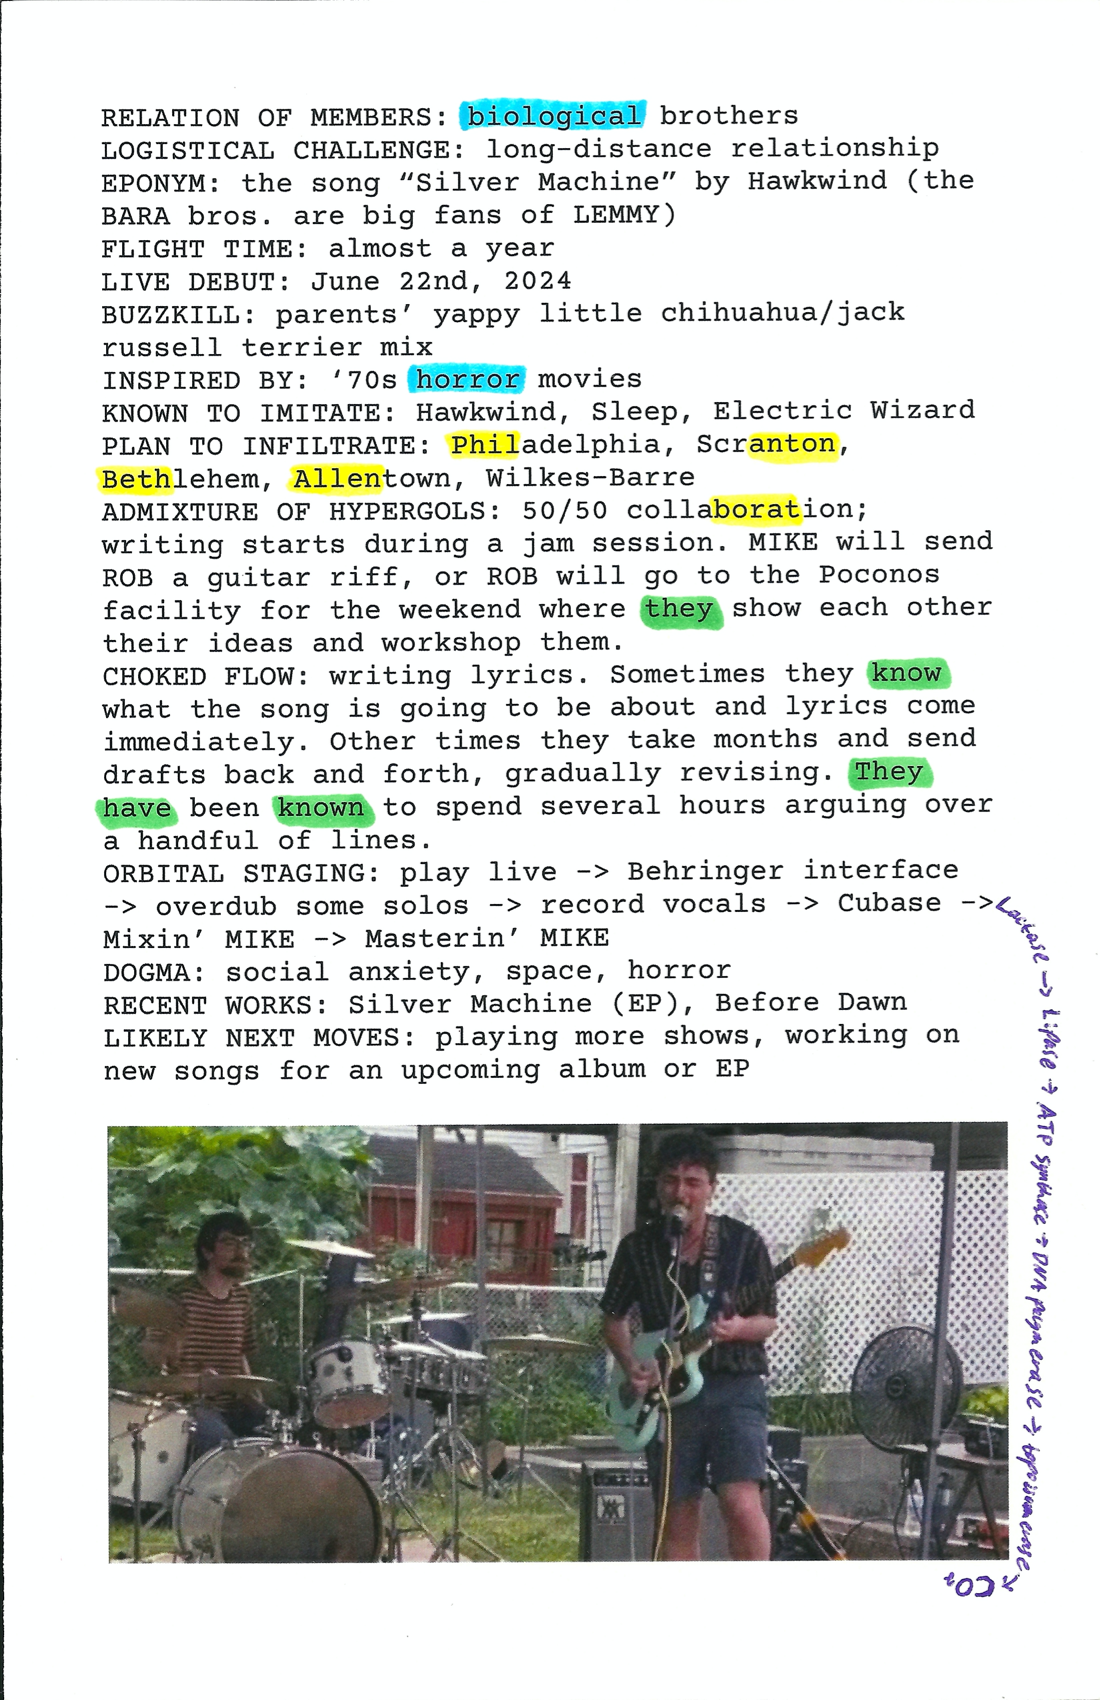 RELATION OF MEMBERS: biological brothers
LOGISTICAL CHALLENGE: long-distance relationship
EPONYM: the song “Silver Machine” by Hawkwind (the
BARA bros. are big fans of LEMMY)
FLIGHT TIME: almost a year
LIVE DEBUT: June 22nd, 2024
BUZZKILL: parents’ yappy little chihuahua/jack
russell terrier mix
INSPIRED BY: ‘70s horror movies
KNOWN TO IMITATE: Hawkwind, Sleep, Electric Wizard
PLAN TO INFILTRATE: Philadelphia, Scranton,
Bethlehem, Allentown, Wilkes-Barre
ADMIXTURE OF HYPERGOLS: 50/50 collaboration;
writing starts during a jam session. MIKE will send
ROB a guitar riff, or ROB will go to the Poconos
facility for the weekend where they show each other
their ideas and workshop them.
CHOKED FLOW: writing lyrics. Sometimes they know
what the song is going to be about and lyrics come
immediately. Other times they take months and send
drafts back and forth, gradually revising. They
have been known to spend several hours arguing over
a handful of lines.
ORBITAL STAGING: play live -> Behringer interface
-> overdub some solos -> record vocals -> Cubase ->
Mixin’ MIKE -> Masterin’ MIKE
DOGMA: social anxiety, space, horror
RECENT WORKS: Silver Machine (EP), Before Dawn
LIKELY NEXT MOVES: playing more shows, working on
new songs for an upcoming album or EP
Lactase -> Lipase -> ATP synthase -> DNA polymerase -> topoisomerase
-> CO₂